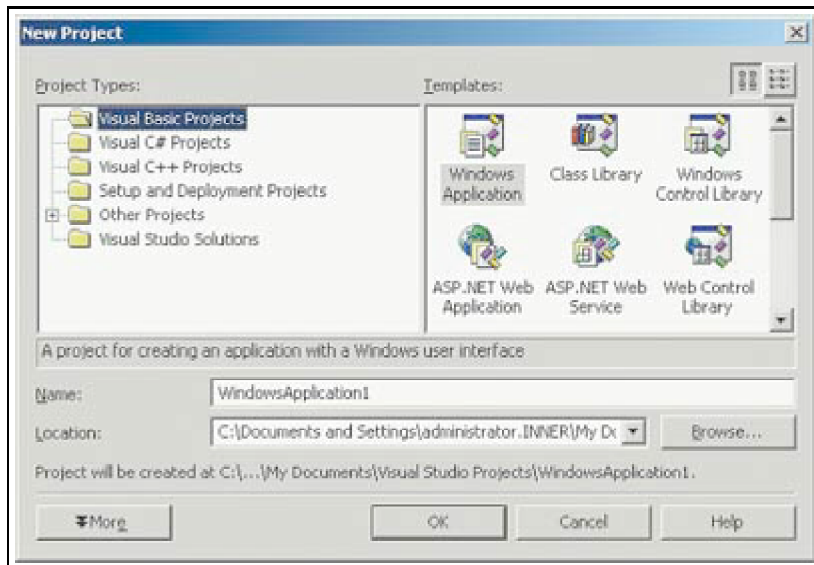 New Project
Project Types:
Visual Basic Projects
Visual C# Projects
Visual C++ Projects
Setup and Deployment Projects
Other Projects
Visual Studio Solutions
Templates:
Windows Application
Class Library
Windows Control Library
ASP.NET Web Application
ASP.NET Web Service
Web Control Library
A project for creating an application with a Windows user interface
Name:
WindowsApplication1
Location:
C:\Documents and Settings\administrator.INNER\My Dc
Browse...
Project will be created at C:\...\My Documents\Visual Studio Projects\WindowsApplication1.
More
OK
Cancel
Help